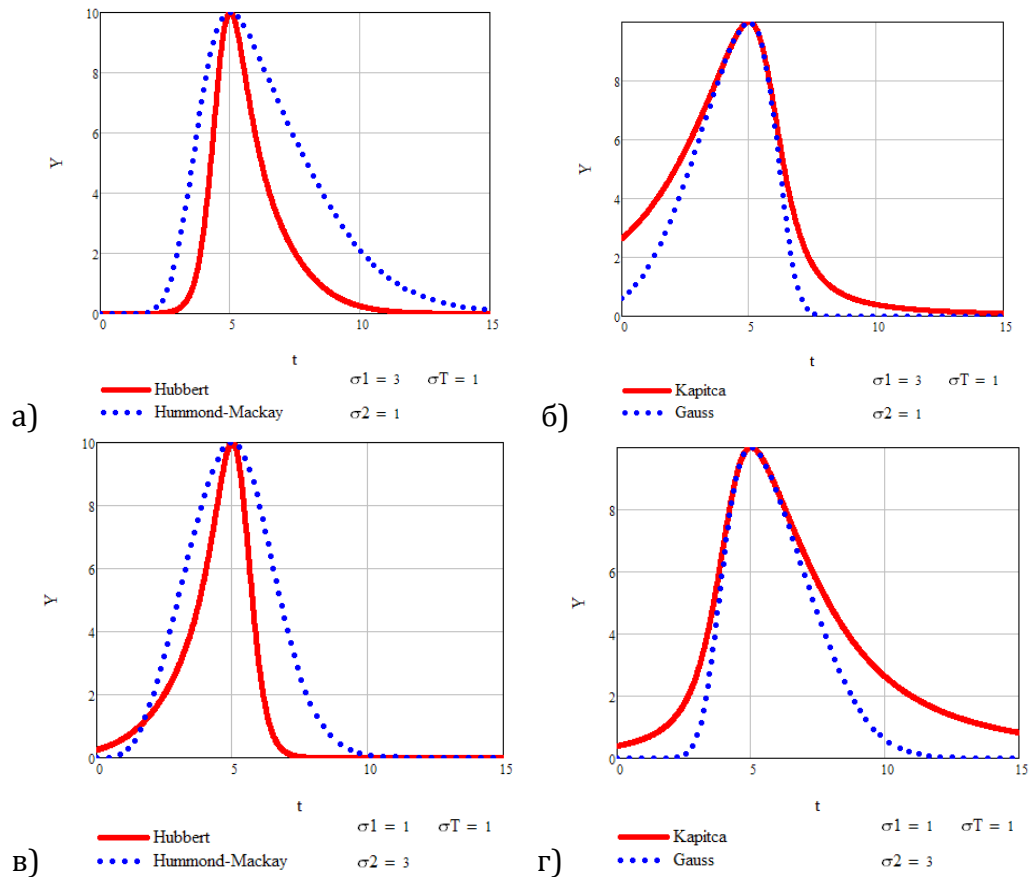 10
8
6
4
2
0
0
5
10
15
Y
t
Hubbert
Hummond-Mackay
σ1 = 3 σT = 1
σ2 = 1
а)
8
6
4
2
0
0
5
10
15
Y
t
Kapitca
Gauss
σ1 = 3 σT = 1
σ2 = 1
б)
10
8
6
4
2
0
0
5
10
15
Y
t
Hubbert
Hummond-Mackay
σ1 = 1 σT = 1
σ2 = 3
в)
8
6
4
2
0
0
5
10
15
Y
t
Kapitca
Gauss
σ1 = 1 σT = 1
σ2 = 3
г)